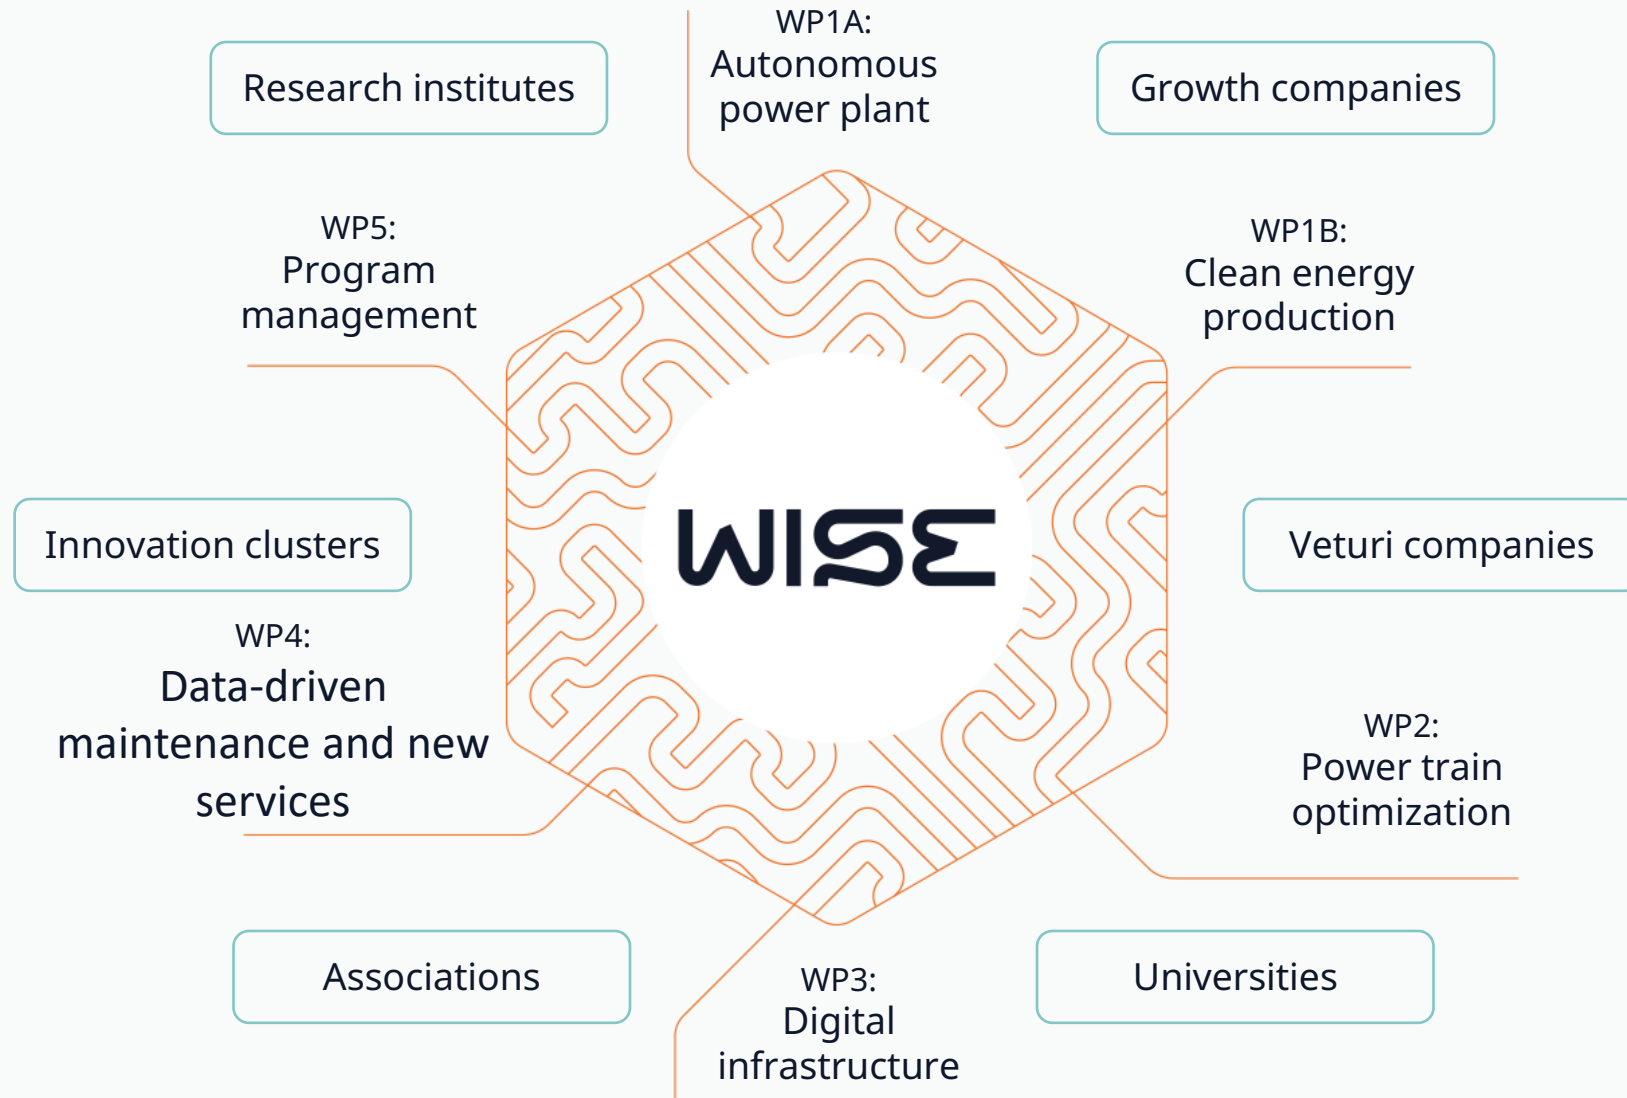 WP1A:
Autonomous
power plant
Research institutes
Growth companies
WP5:
Program
management
WP1B:
Clean energy
production
WISE
Innovation clusters
Veturi companies
WP4:
Data-driven
maintenance and new
services
WP2:
Power train
optimization
Associations
Universities
WP3:
Digital
infrastructure